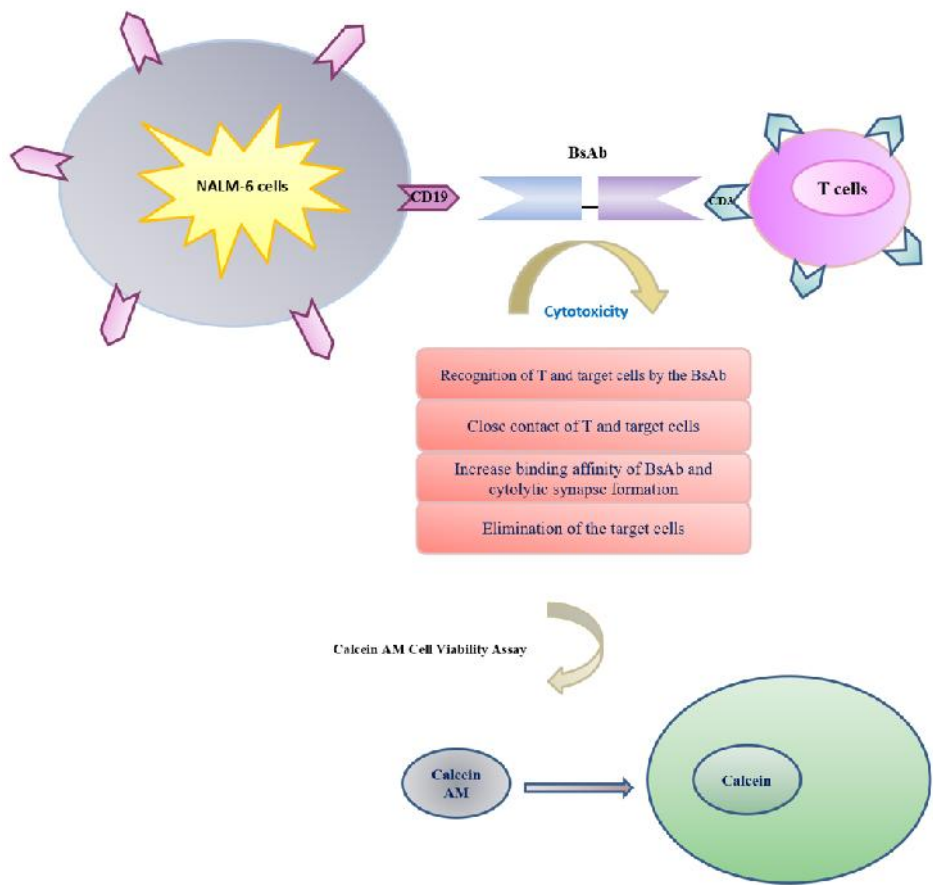 BsAb
NALM-6 cells
T cells
CD19
CD3
Cytotoxicity
Recognition of T and target cells by the BsAb
Close contact of T and target cells
Increase binding affinity of BsAb and
cytolytic synapse formation
Elimination of the target cells
Calcein AM Cell Viability Assay
Calcein
AM
Calcein